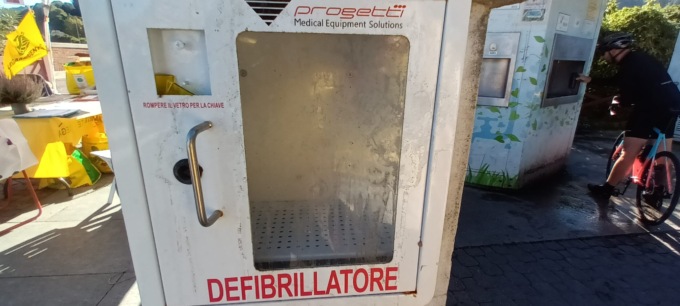 progetti
Medical Equipment Solutions
ROMPERE IL VETRO PER LA CHIAVE
DEFIBRILLATORE